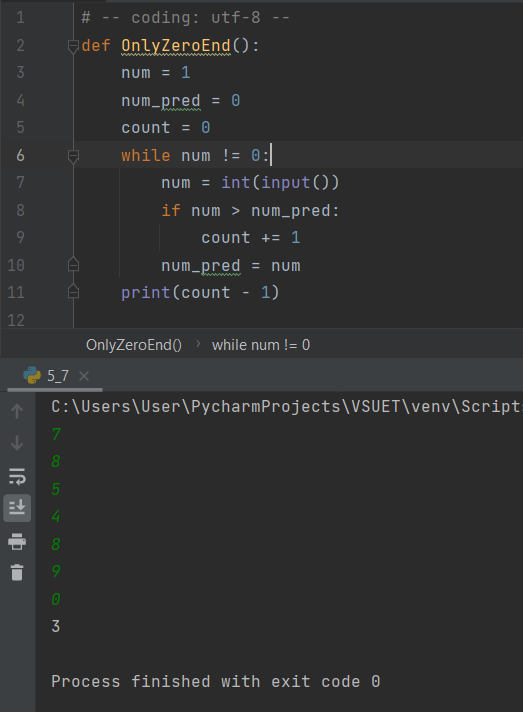 1 # -- coding: utf-8 --
2 def OnlyZeroEnd():
3     num = 1
4     num_pred = 0
5     count = 0
6     while num != 0:
7         num = int(input())
8         if num > num_pred:
9             count += 1
10         num_pred = num
11     print(count - 1)
12
OnlyZeroEnd() › while num != 0
5_7 ×
C:\Users\User\PycharmProjects\VSUET\venv\Script
7
8
5
4
8
9
0
3
Process finished with exit code 0